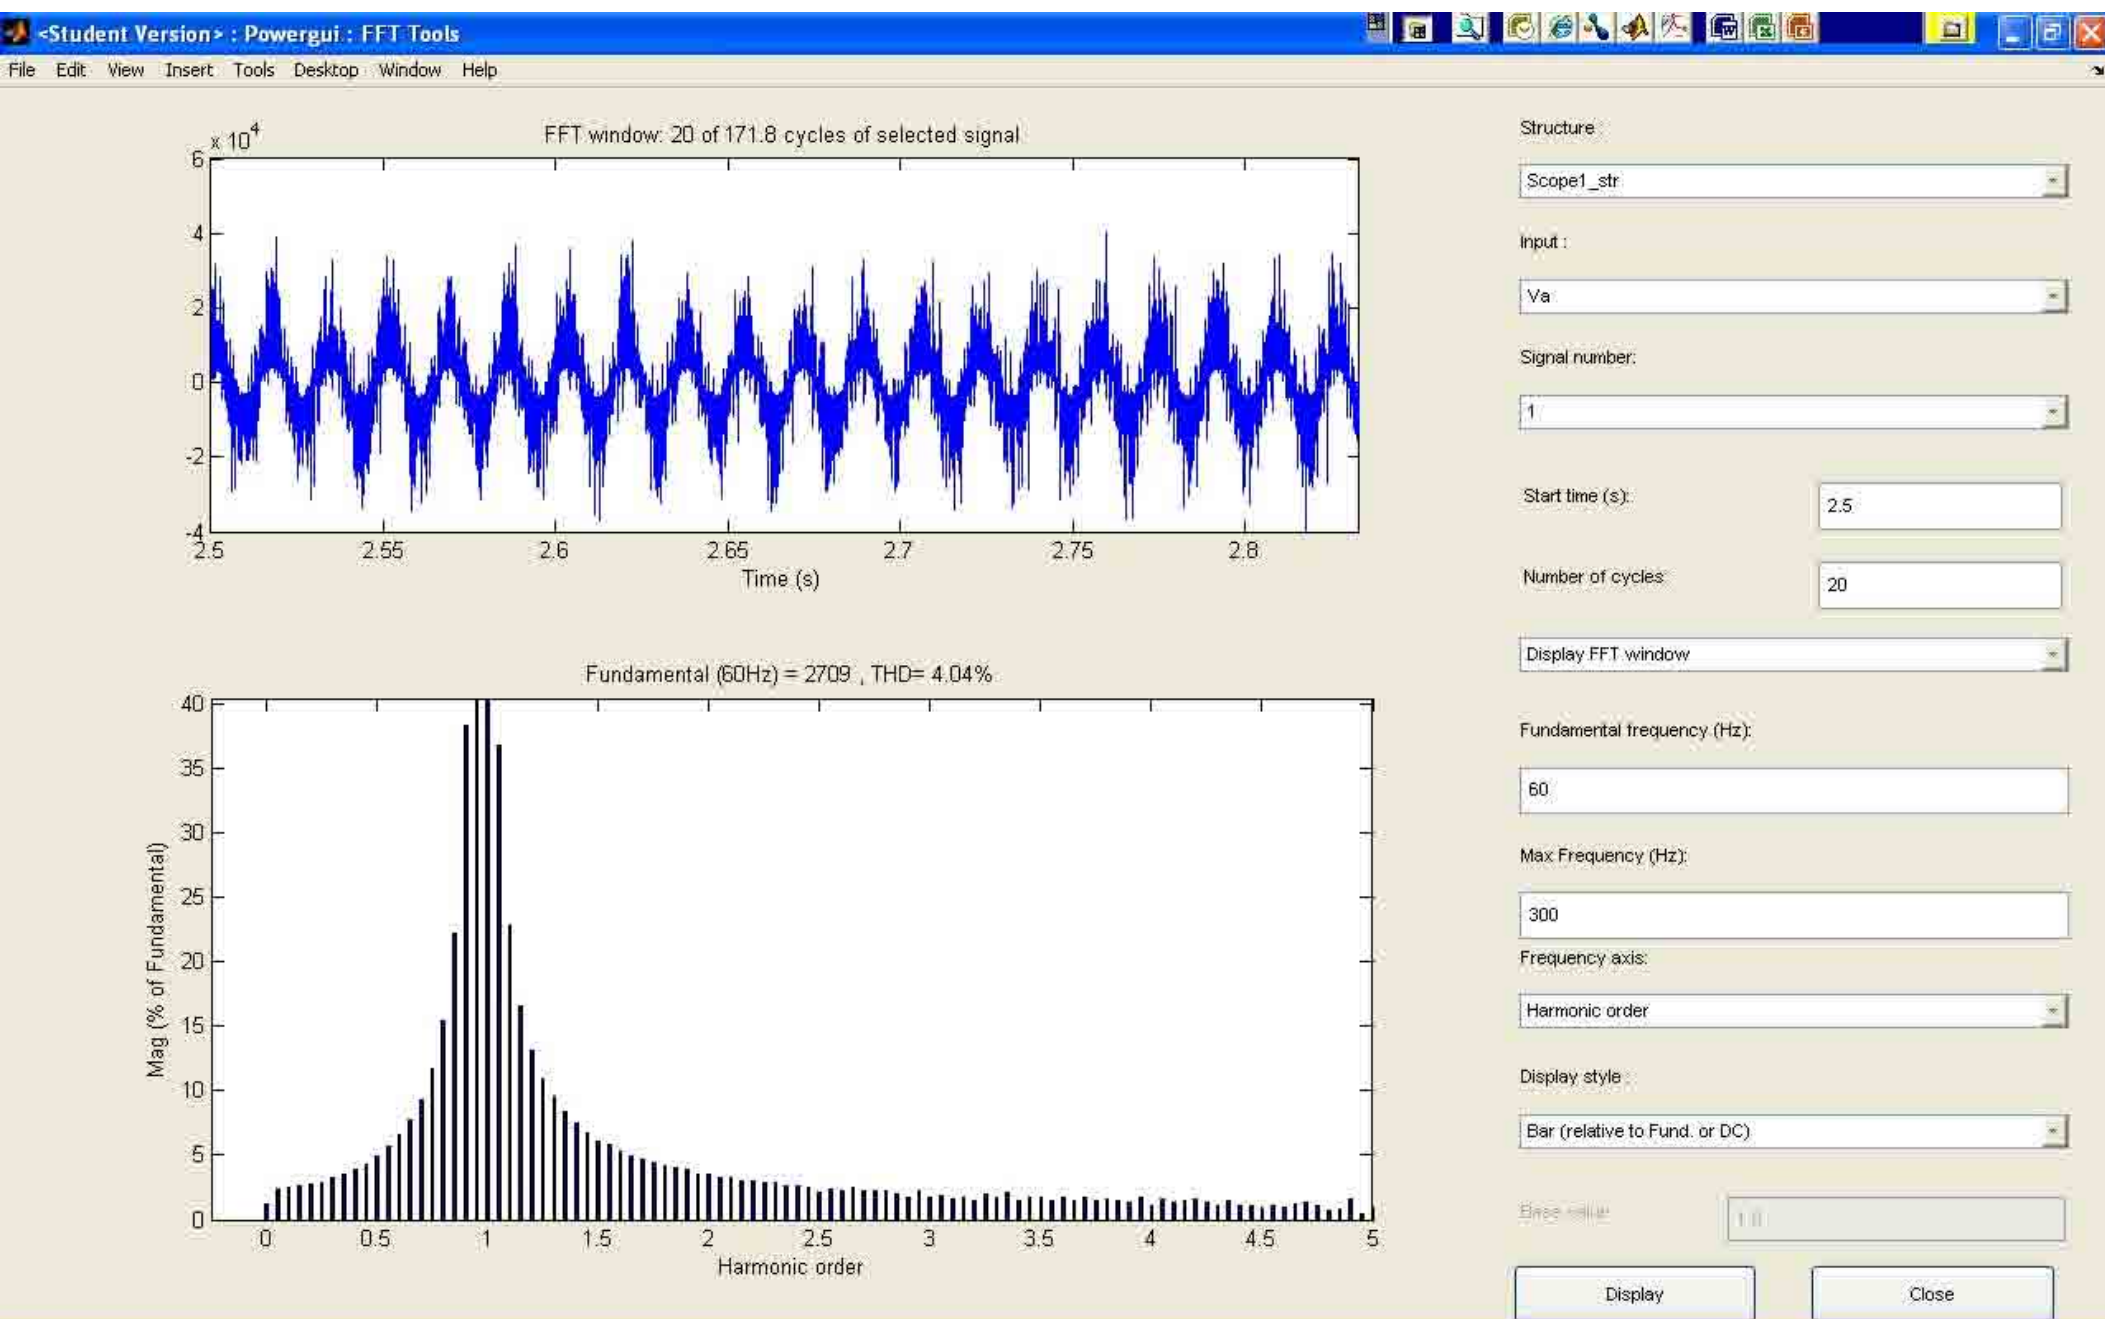 <Student Version> : Powergui : FFT Tools
File Edit View Insert Tools Desktop Window Help
x 10^4
FFT window: 20 of 171.8 cycles of selected signal
6
4
2
0
-2
-4
2.5 2.55 2.6 2.65 2.7 2.75 2.8
Time (s)
Fundamental (60Hz) = 2709 , THD= 4.04%
Mag (% of Fundamental)
40
35
30
25
20
15
10
5
0
0 0.5 1 1.5 2 2.5 3 3.5 4 4.5 5
Harmonic order
Structure :
Scope1_str
Input :
Va
Signal number:
1
Start time (s):
2.5
Number of cycles:
20
Display FFT window
Fundamental frequency (Hz):
60
Max Frequency (Hz):
300
Frequency axis:
Harmonic order
Display style :
Bar (relative to Fund. or DC)
Base value:
1.0
Display Close